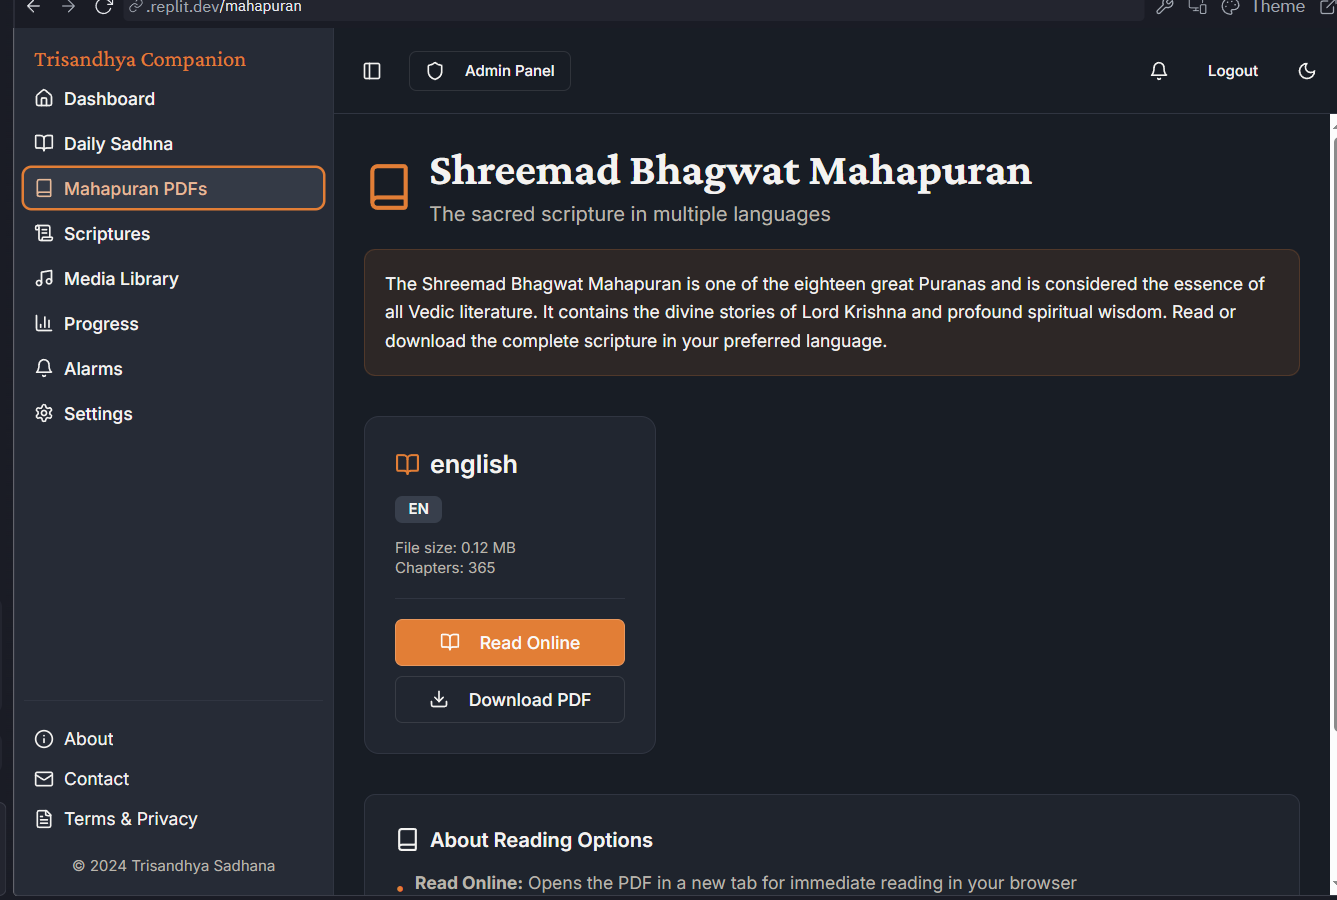 .replit.dev/mahapuran
Theme
Trisandhya Companion
Dashboard
Daily Sadhna
Mahapuran PDFs
Scriptures
Media Library
Progress
Alarms
Settings
About
Contact
Terms & Privacy
© 2024 Trisandhya Sadhana
Admin Panel
Logout
Shreemad Bhagwat Mahapuran
The sacred scripture in multiple languages
The Shreemad Bhagwat Mahapuran is one of the eighteen great Puranas and is considered the essence of
all Vedic literature. It contains the divine stories of Lord Krishna and profound spiritual wisdom. Read or
download the complete scripture in your preferred language.
english
EN
File size: 0.12 MB
Chapters: 365
Read Online
Download PDF
About Reading Options
• Read Online: Opens the PDF in a new tab for immediate reading in your browser